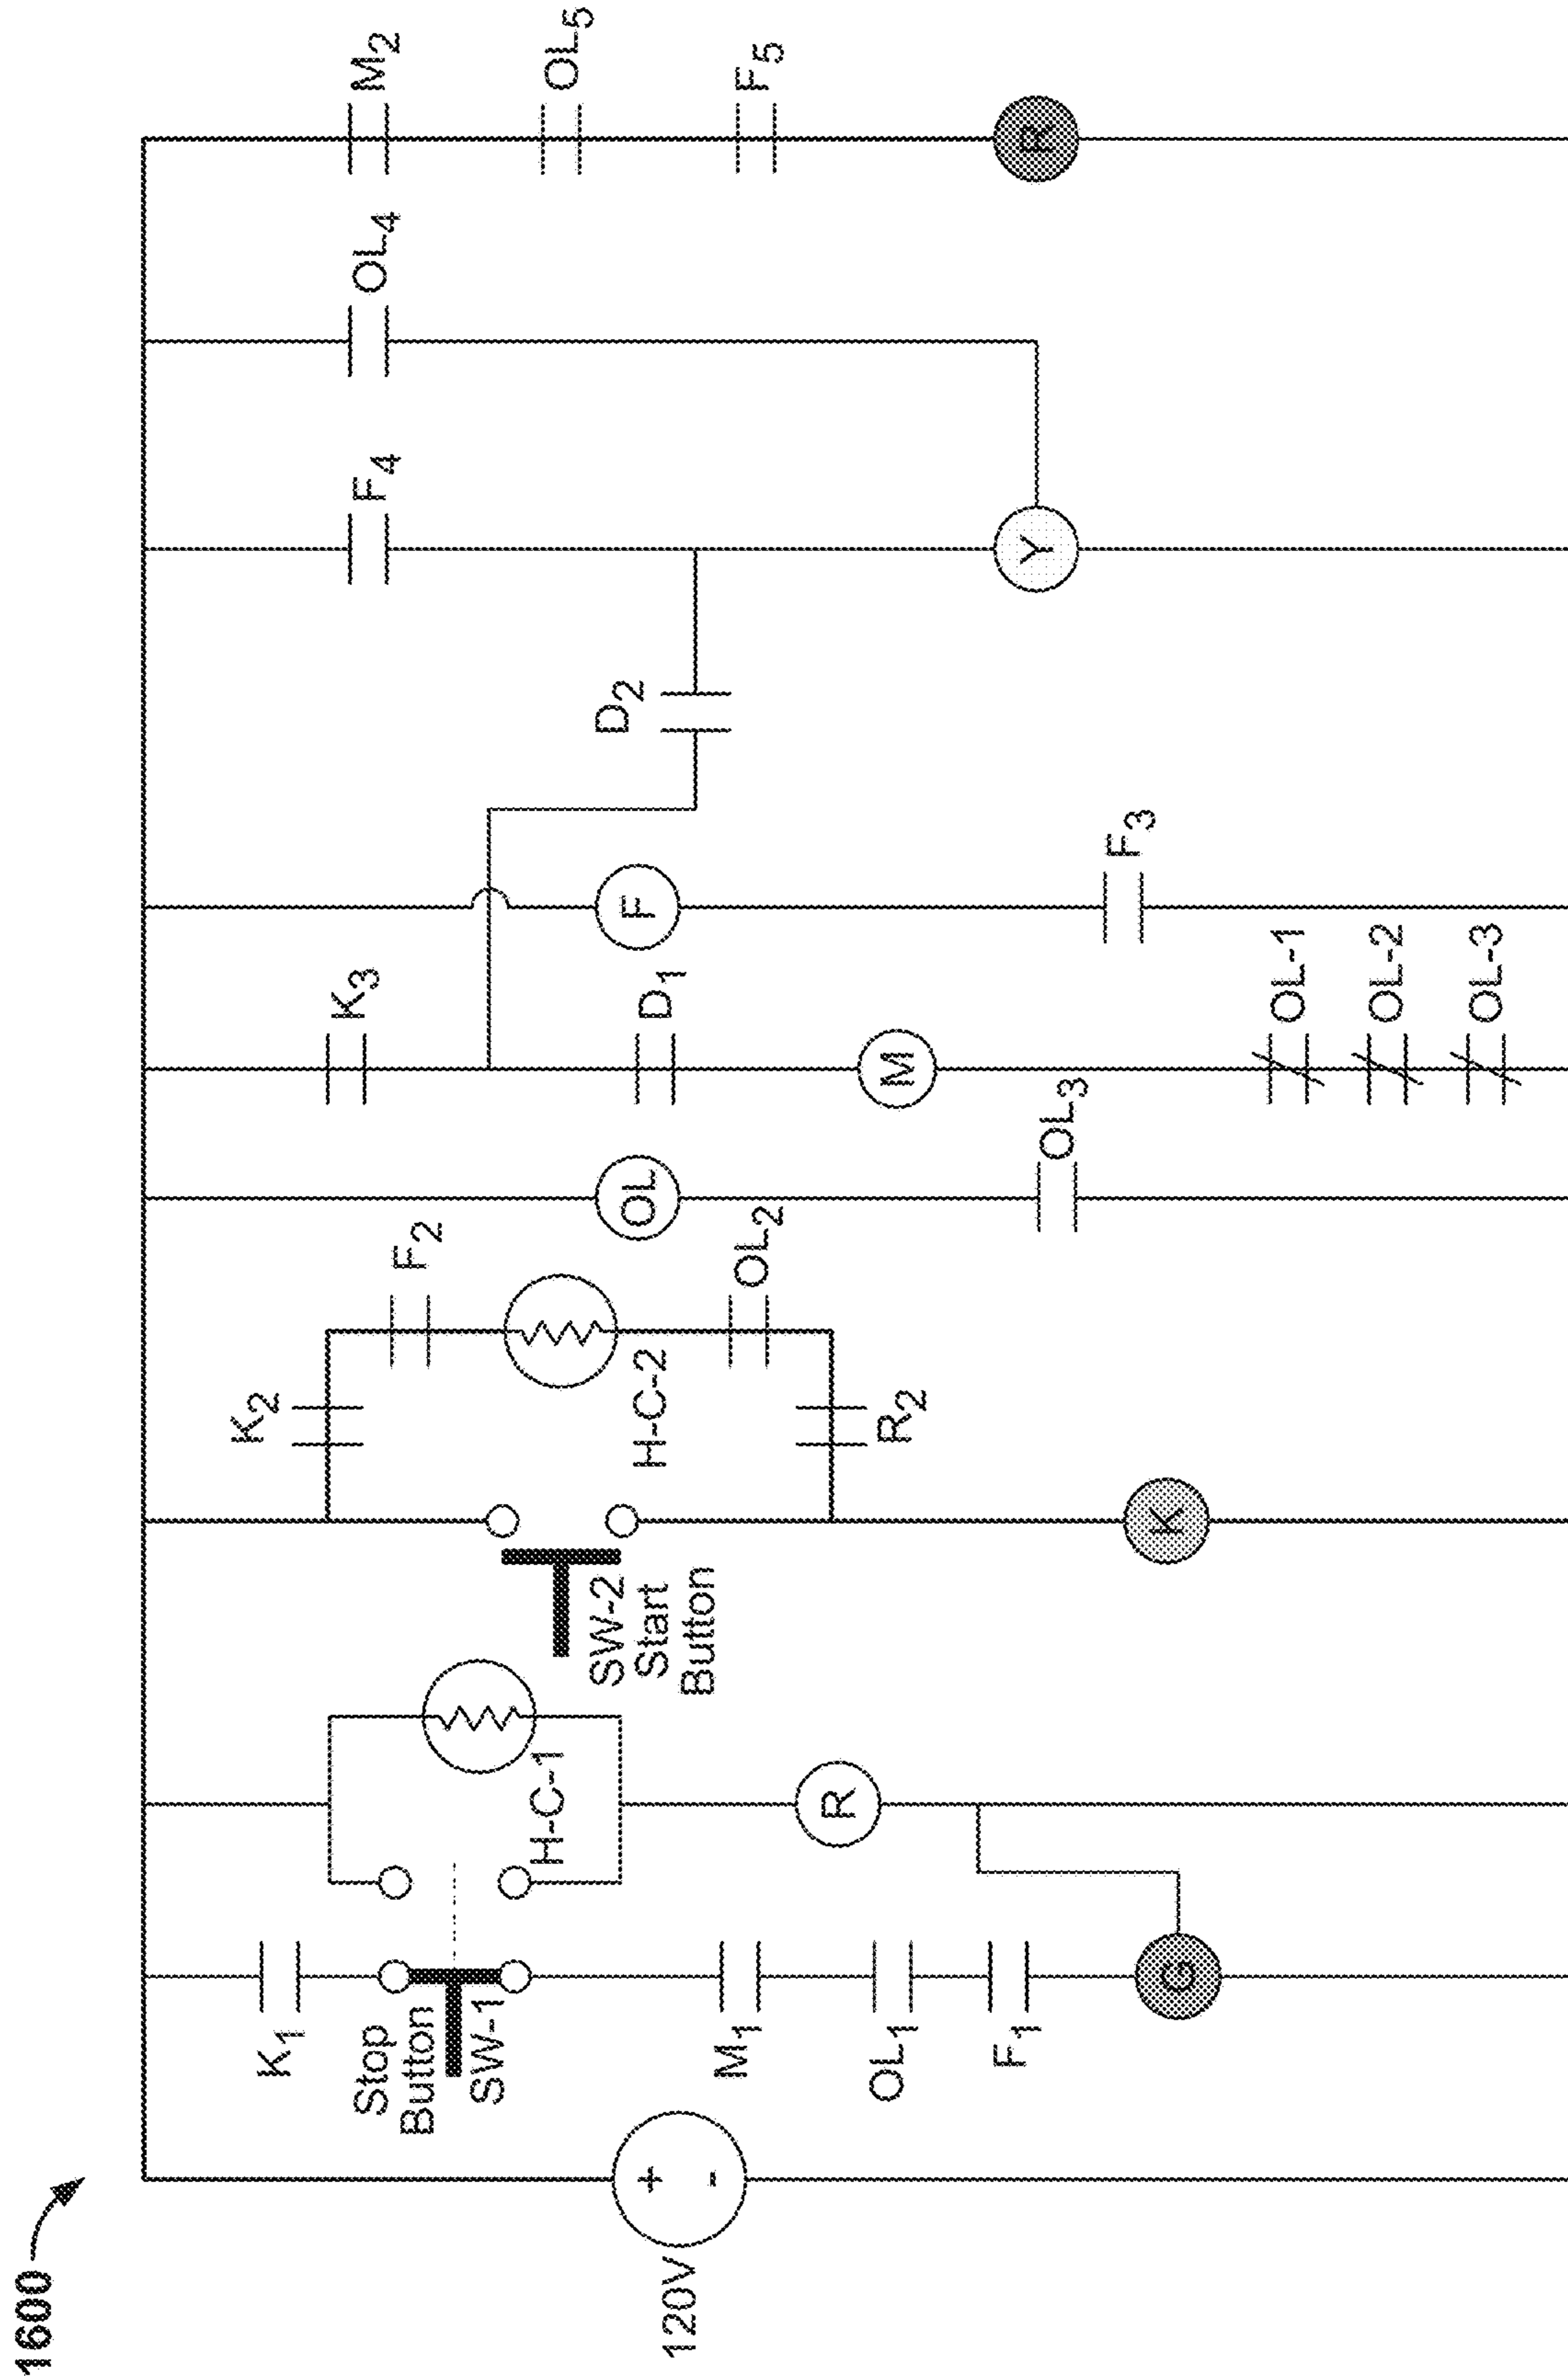 1600
120V
+
-
K1
Stop
Button
SW-1
M1
OL1
F1
G
H-C-1
R
SW-2
Start
Button
K2
F2
H-C-2
OL2
R2
K
OL
OL3
K3
D1
M
OL-1
OL-2
OL-3
F
F3
D2
F4
Y
OL4
M2
OL5
F5
R